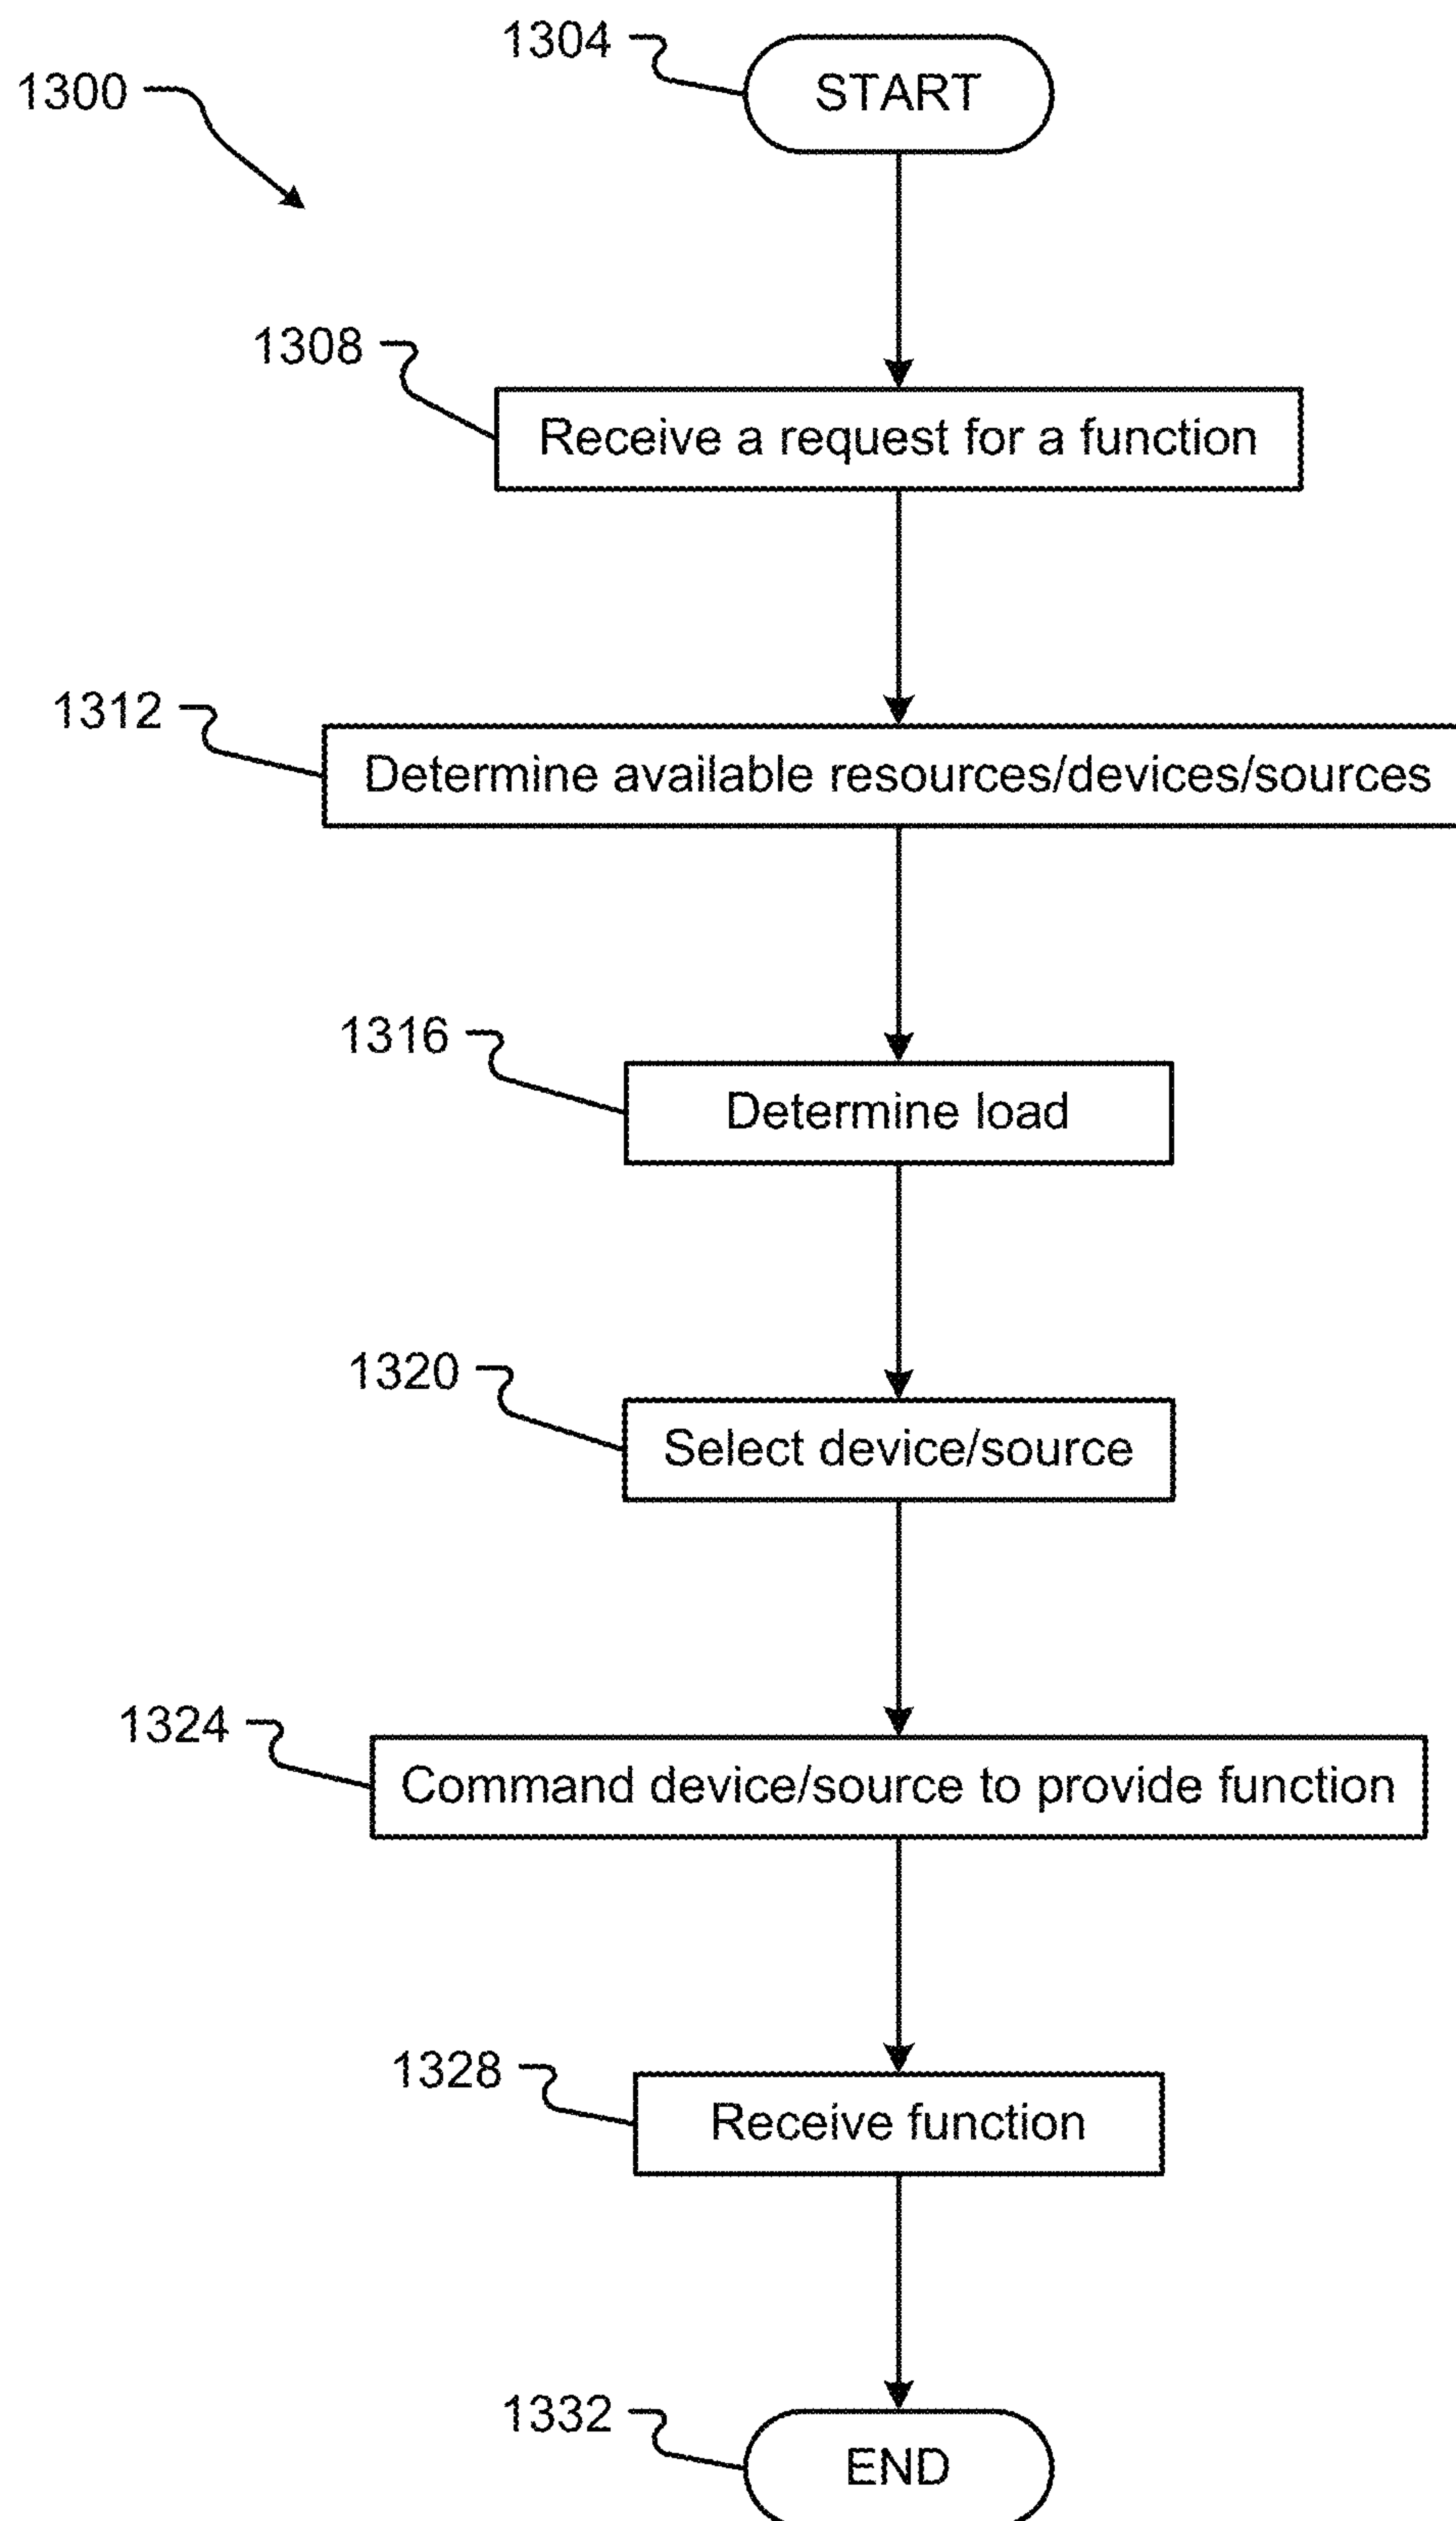 1304
START
1300
1308
Receive a request for a function
1312
Determine available resources/devices/sources
1316
Determine load
1320
Select device/source
1324
Command device/source to provide function
1328
Receive function
1332
END